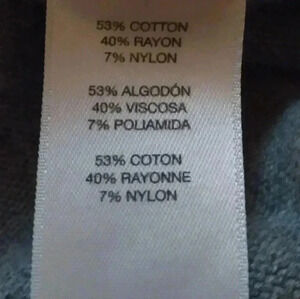 53% COTTON
40% RAYON
7% NYLON
53% ALGODÓN
40% VISCOSA
7% POLIAMIDA
53% COTON
40% RAYONNE
7% NYLON